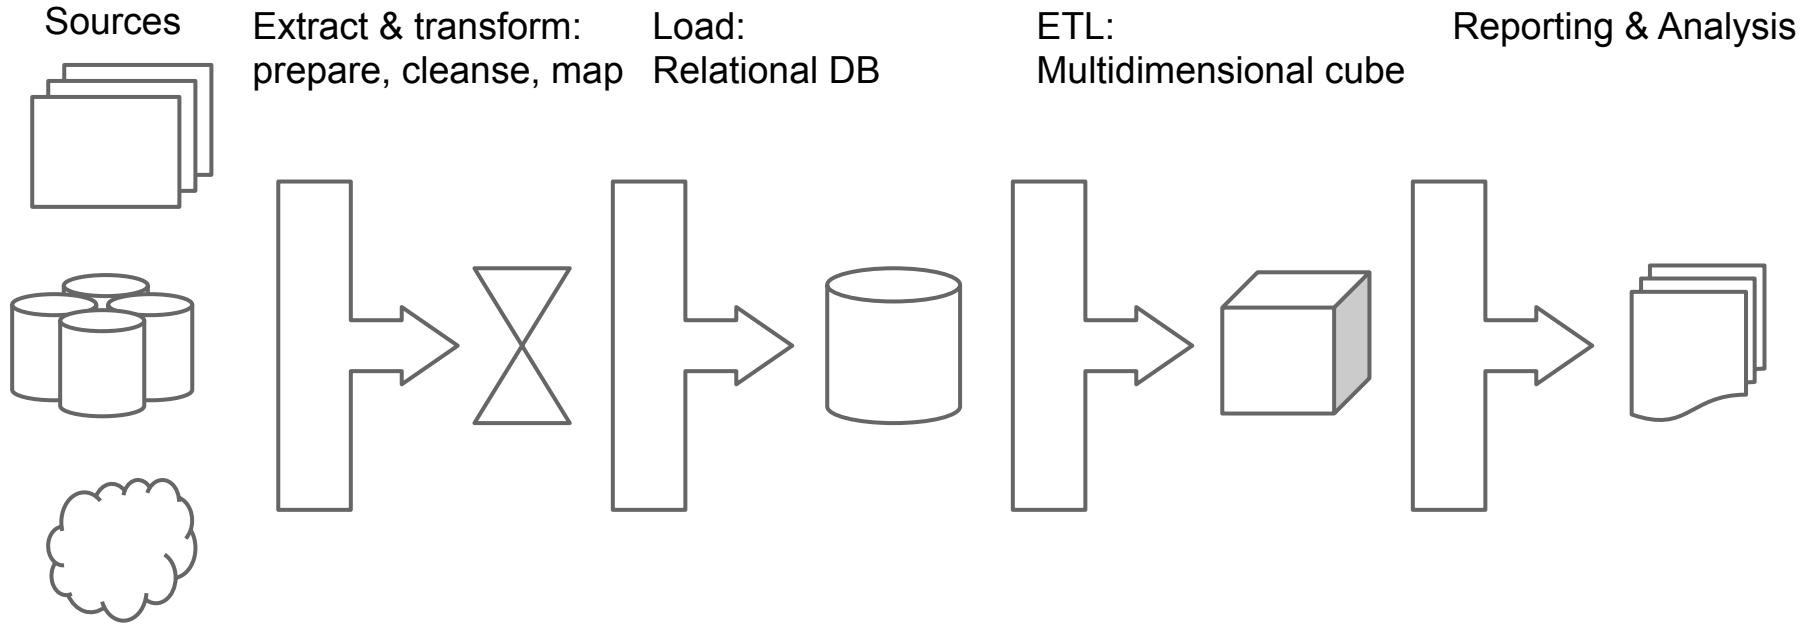 Sources
Extract & transform:
prepare, cleanse, map
Load:
Relational DB
ETL:
Multidimensional cube
Reporting & Analysis